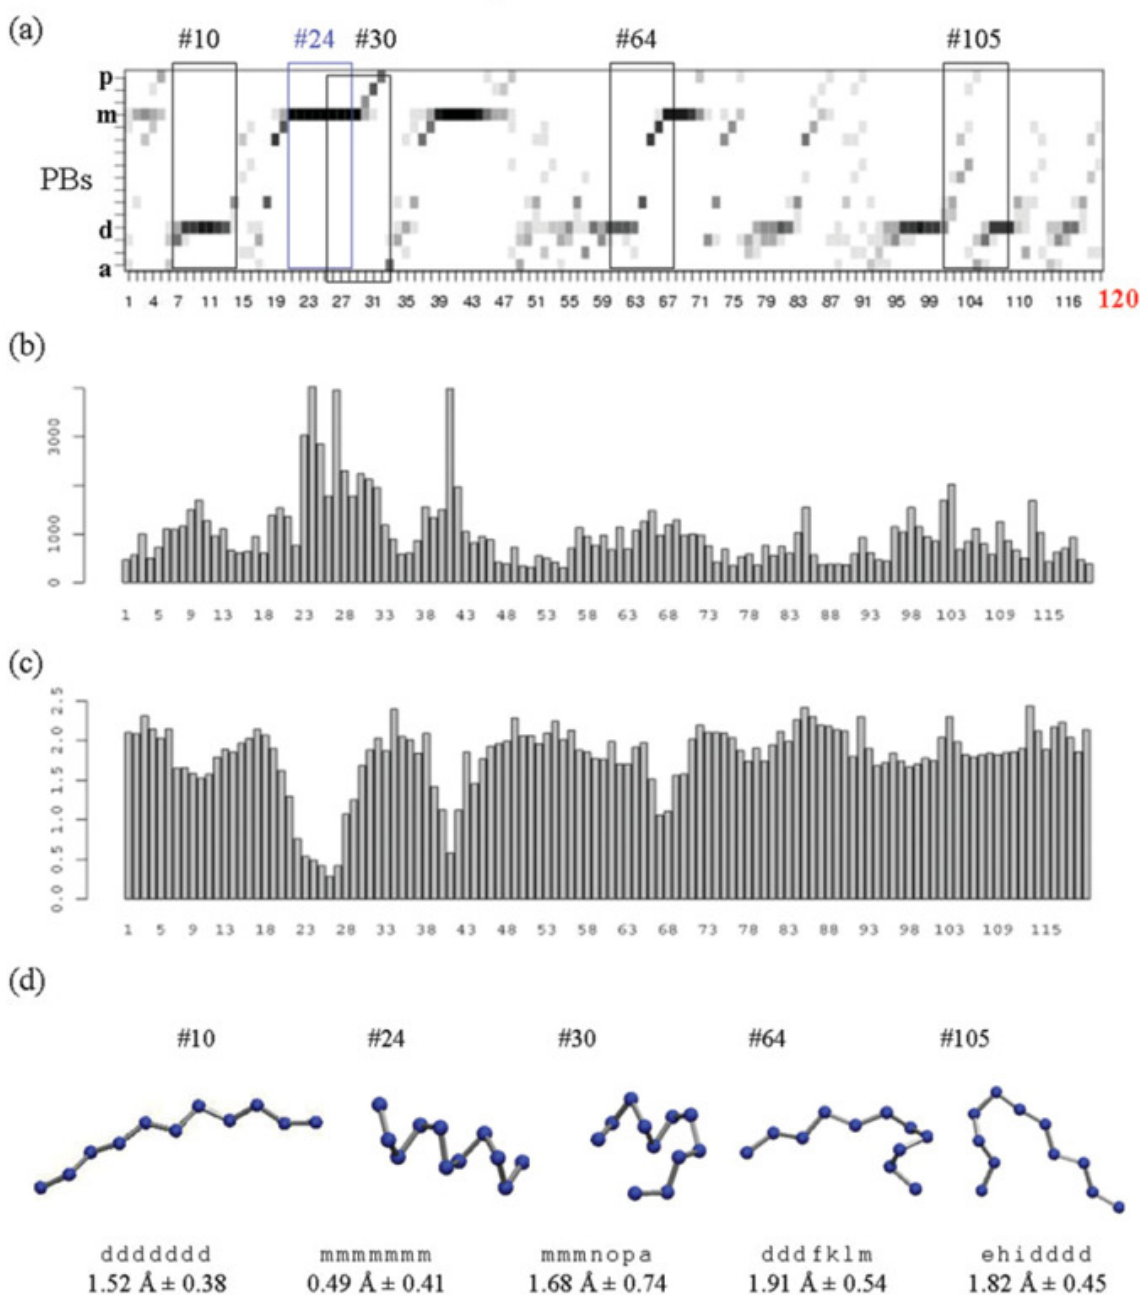 (a)
#10 #24 #30 #64 #105
p
m
PBs
d
a
1 4 7 11 15 19 23 27 31 35 39 43 47 51 55 59 63 67 71 75 79 83 87 91 95 99 104 110 116 120
(b)
3000
1000
0
1 5 9 13 18 23 28 33 38 43 48 53 58 63 68 73 78 83 88 93 98 103 109 115
(c)
2.5
2.0
1.5
1.0
0.5
0.0
1 5 9 13 18 23 28 33 38 43 48 53 58 63 68 73 78 83 88 93 98 103 109 115
(d)
#10 #24 #30 #64 #105
ddddddd mmmmmmm mmmnopa dddfklm ehidddd
1.52 Å ± 0.38 0.49 Å ± 0.41 1.68 Å ± 0.74 1.91 Å ± 0.54 1.82 Å ± 0.45